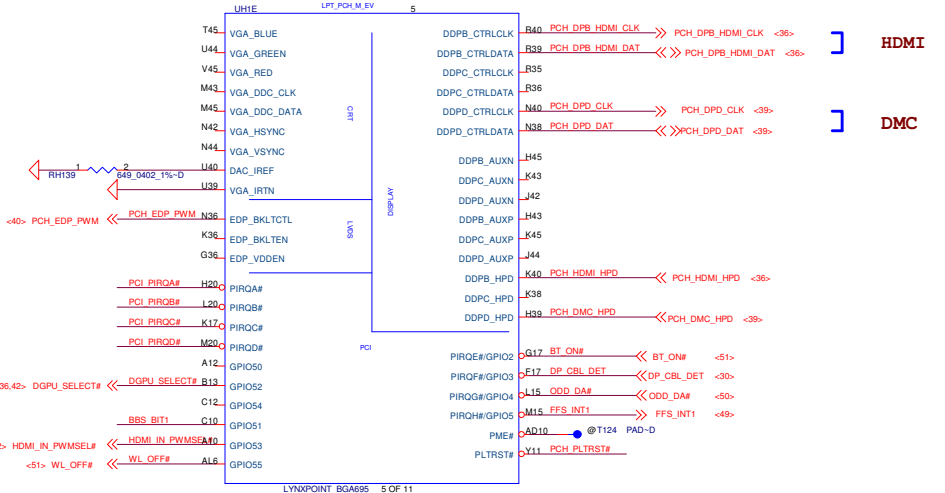 UH1E LPT_PCH_M_EV 5
T45 VGA_BLUE DDPB_CTRLCLK R40 PCH_DPB_HDMI_CLK PCH_DPB_HDMI_CLK <36>
HDMI
U44 VGA_GREEN DDPB_CTRLDATA R39 PCH_DPB_HDMI_DAT PCH_DPB_HDMI_DAT <36>
V45 VGA_RED DDPC_CTRLCLK R35
M43 VGA_DDC_CLK DDPC_CTRLDATA R36
M45 VGA_DDC_DATA CRT DDPD_CTRLCLK N40 PCH_DPD_CLK PCH_DPD_CLK <39>
DMC
N42 VGA_HSYNC DDPD_CTRLDATA N38 PCH_DPD_DAT PCH_DPD_DAT <39>
N44 VGA_VSYNC
DDPB_AUXN H45
RH139 1 2 649_0402_1%~D U40 DAC_IREF
DDPC_AUXN K43
U39 VGA_IRTN
DISPLAY
DDPD_AUXN J42
<40> PCH_EDP_PWM PCH_EDP_PWM N36 EDP_BKLTCTL LVDS DDPB_AUXP H43
K36 EDP_BKLTEN DDPC_AUXP K45
G36 EDP_VDDEN DDPD_AUXP J44
DDPB_HPD K40 PCH_HDMI_HPD PCH_HDMI_HPD <36>
PCI_PIRQA# H20 PIRQA#
DDPC_HPD K38
PCI_PIRQB# L20 PIRQB#
DDPD_HPD H39 PCH_DMC_HPD PCH_DMC_HPD <39>
PCI_PIRQC# K17 PIRQC#
PCI_PIRQD# M20 PIRQD# PCI
PIRQE#/GPIO2 G17 BT_ON# BT_ON# <51>
A12 GPIO50
PIRQF#/GPIO3 F17 DP_CBL_DET DP_CBL_DET <30>
36,42> DGPU_SELECT# DGPU_SELECT# B13 GPIO52
PIRQG#/GPIO4 L15 ODD_DA# ODD_DA# <50>
C12 GPIO54
PIRQH#/GPIO5 M15 FFS_INT1 FFS_INT1 <49>
BBS_BIT1 C10 GPIO51
PME# AD10 @T124 PAD~D
> HDMI_IN_PWMSEL# HDMI_IN_PWMSEL# A10 GPIO53
PLTRST# Y11 PCH_PLTRST#
<51> WL_OFF# WL_OFF# AL6 GPIO55
LYNXPOINT_BGA695 5 OF 11